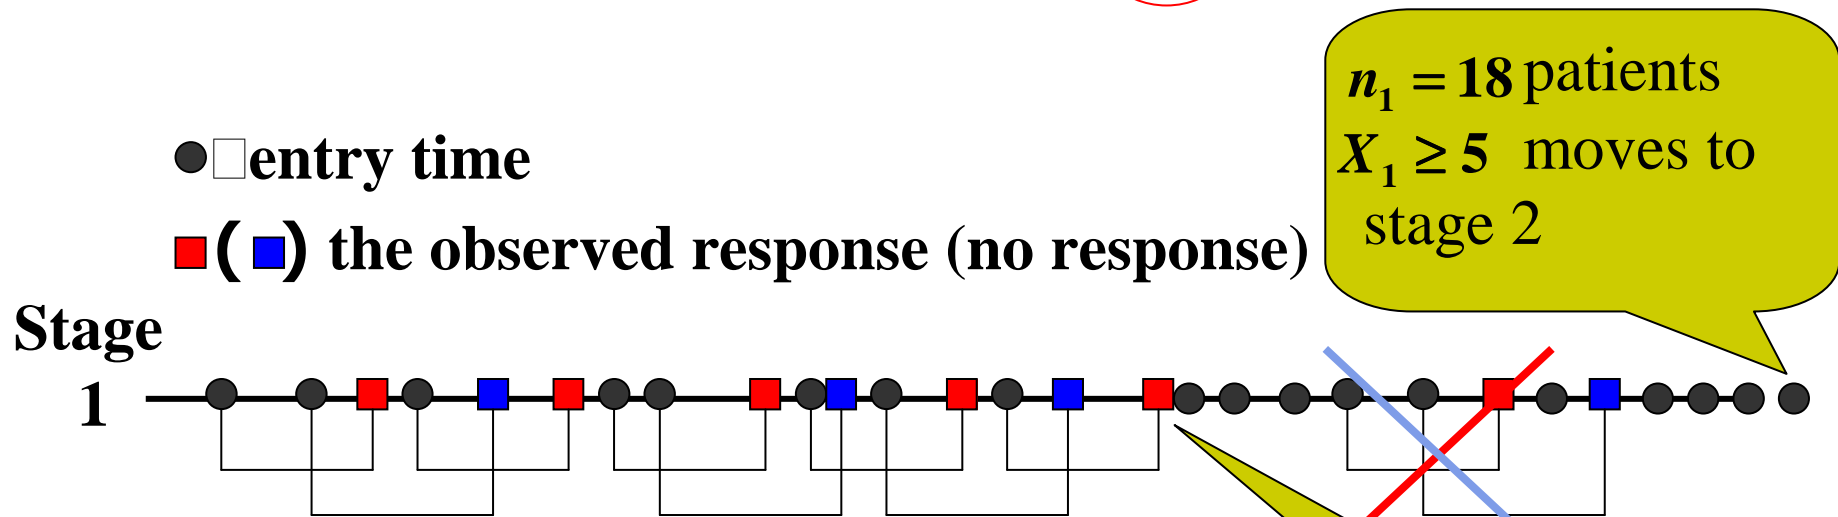 n₁ = 18 patients
X₁ ≥ 5 moves to
stage 2
□entry time
( ) the observed response (no response)
Stage
1